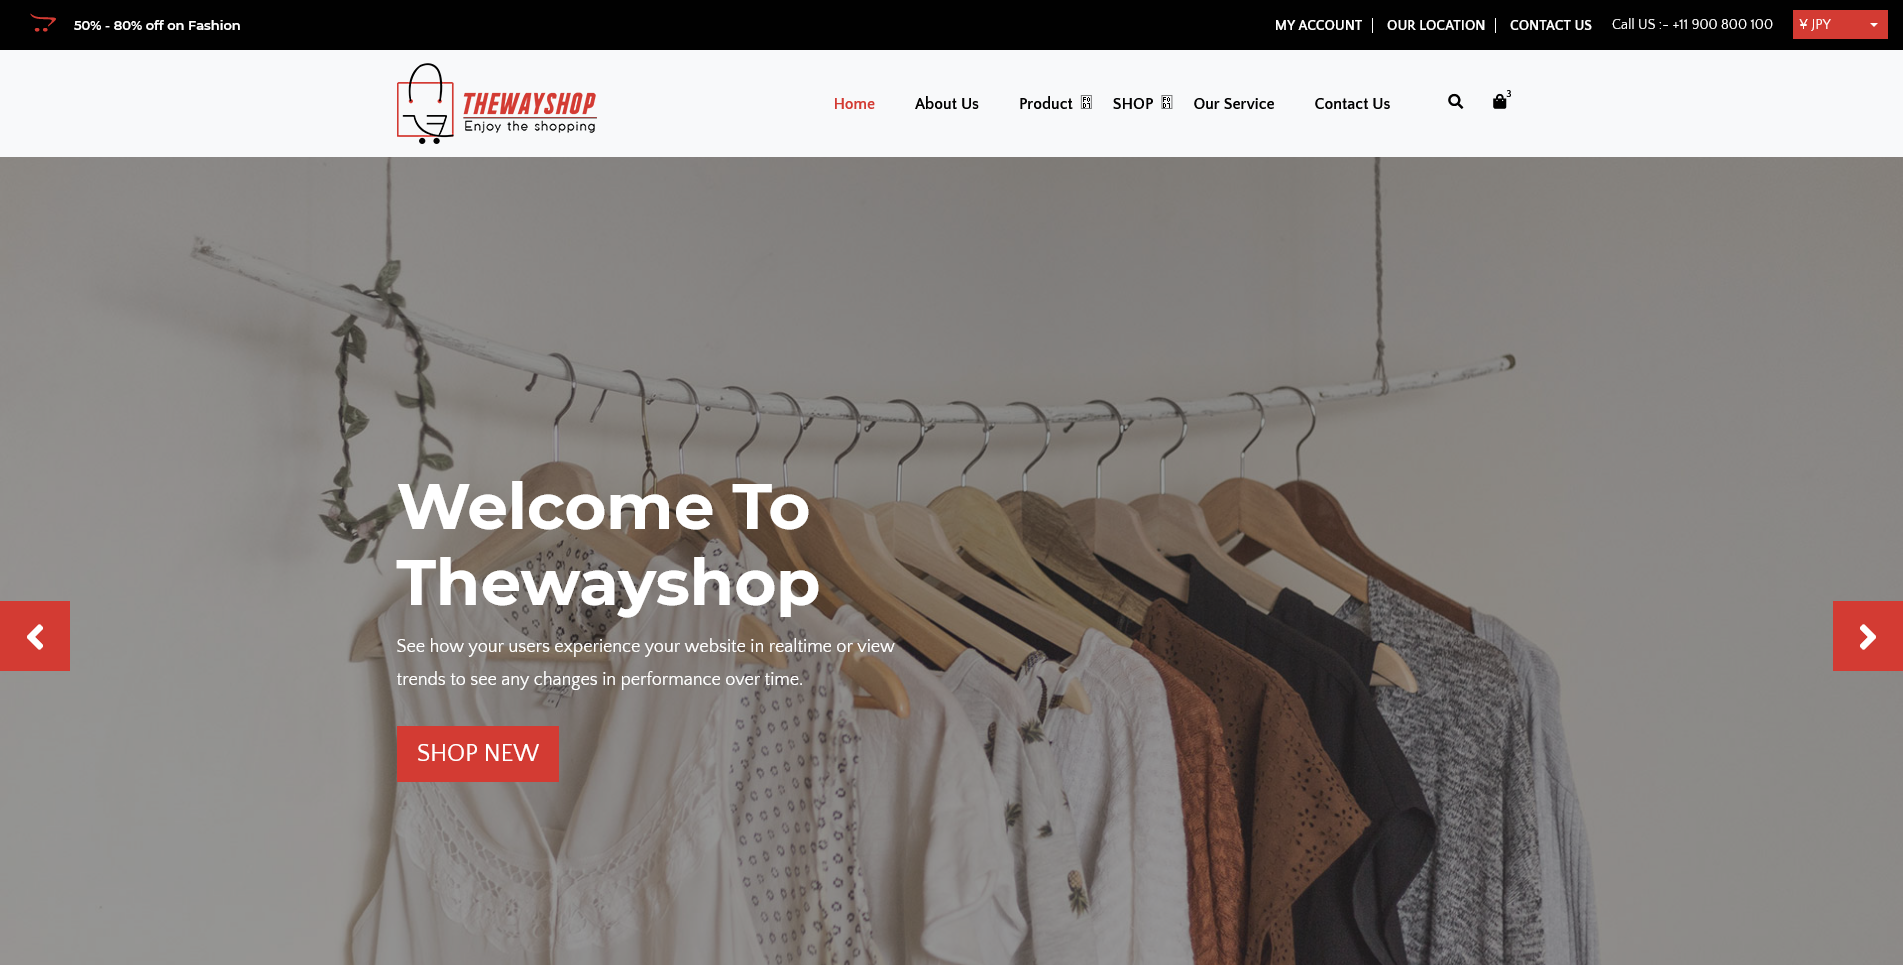 50% - 80% off on Fashion
MY ACCOUNT
OUR LOCATION
CONTACT US
Call US :- +11 900 800 100
¥ JPY
THEWAYSHOP
Enjoy the shopping
Home
About Us
Product
SHOP
Our Service
Contact Us
3
Welcome To
Thewayshop
See how your users experience your website in realtime or view
trends to see any changes in performance over time.
SHOP NEW